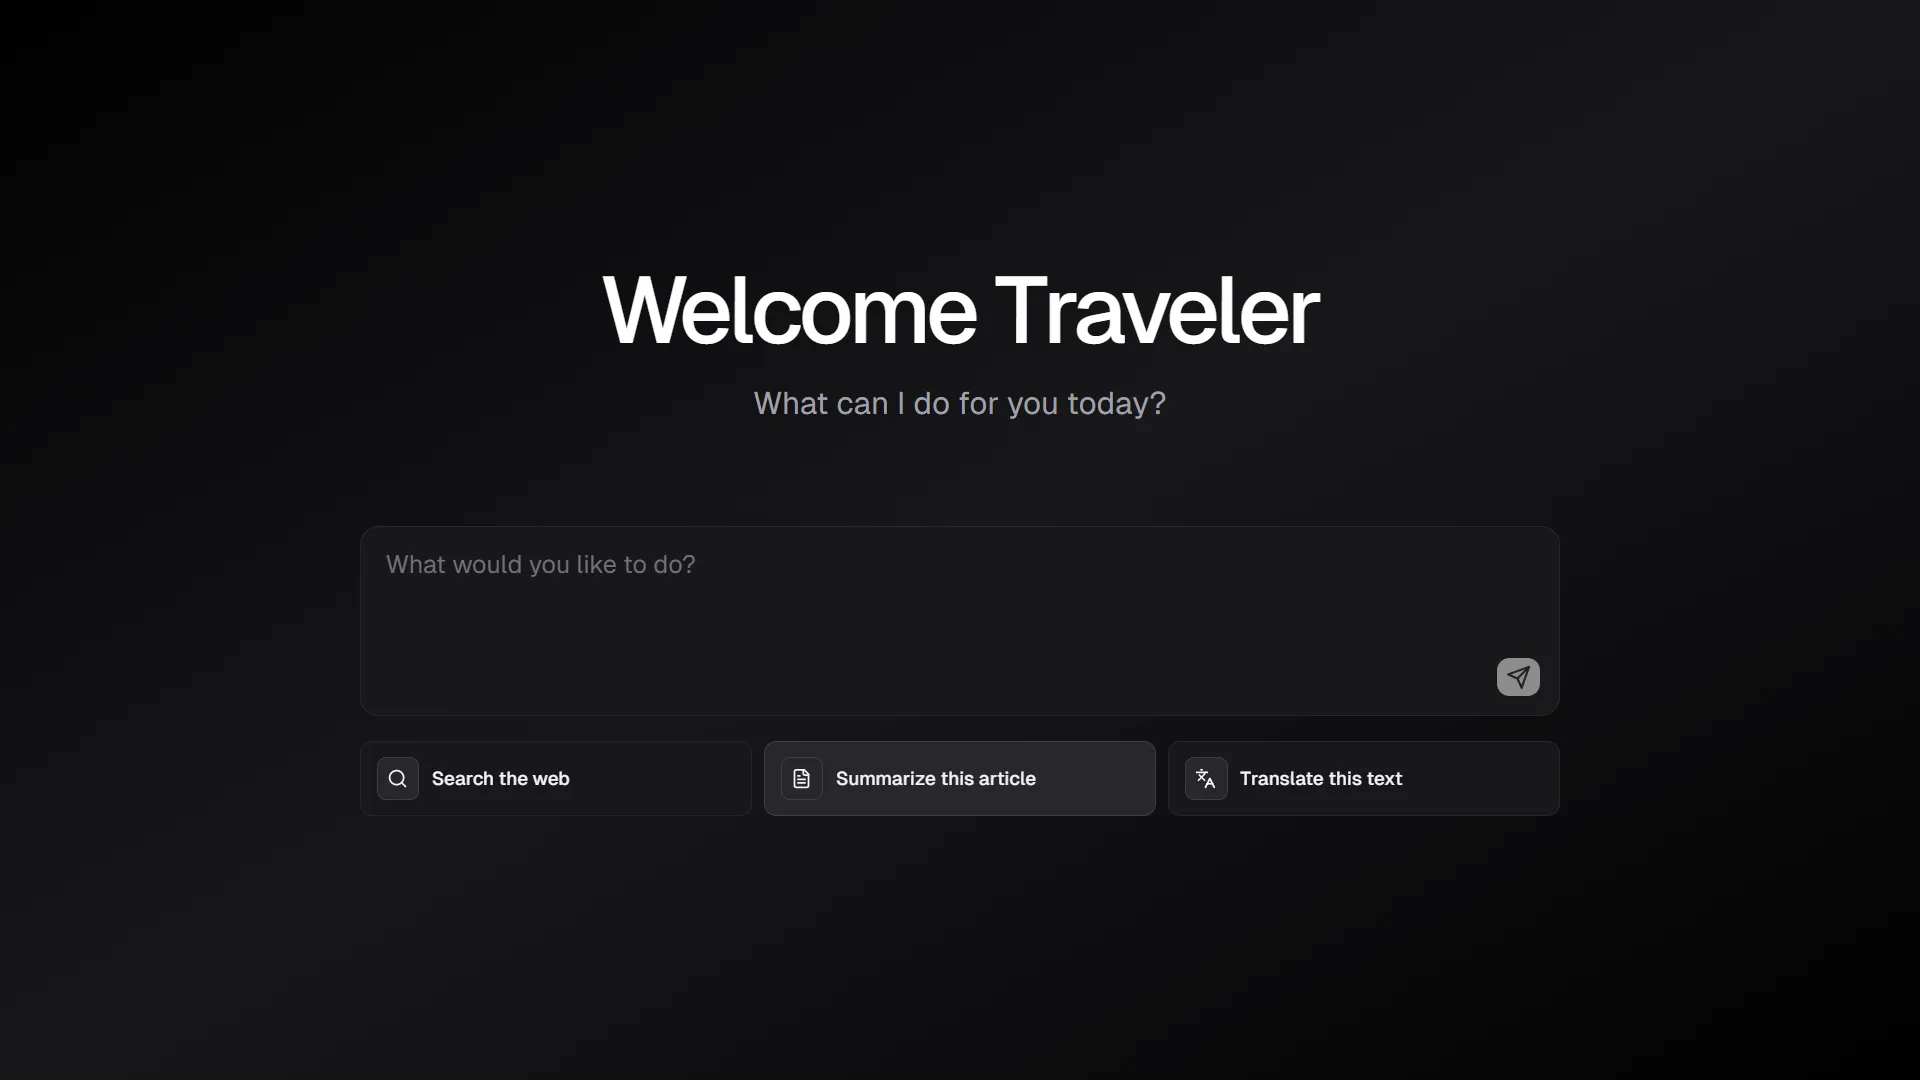 Welcome Traveler
What can I do for you today?
What would you like to do?
Search the web
Summarize this article
Translate this text